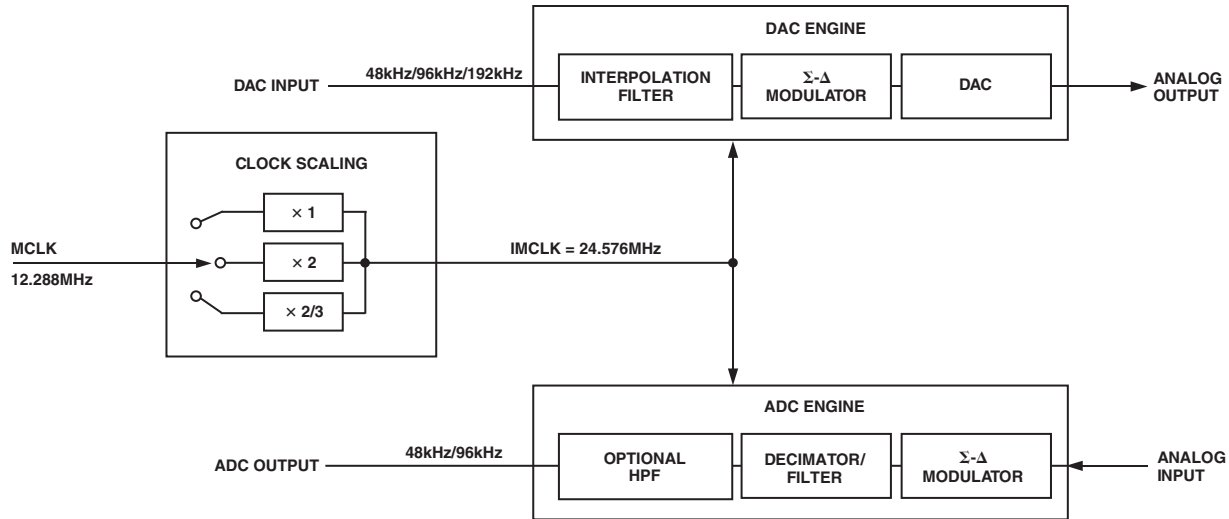 DAC ENGINE
DAC INPUT
48kHz/96kHz/192kHz
INTERPOLATION
FILTER
Σ-Δ
MODULATOR
DAC
ANALOG
OUTPUT
CLOCK SCALING
× 1
MCLK
12.288MHz
× 2
IMCLK = 24.576MHz
× 2/3
ADC ENGINE
ADC OUTPUT
48kHz/96kHz
OPTIONAL
HPF
DECIMATOR/
FILTER
Σ-Δ
MODULATOR
ANALOG
INPUT